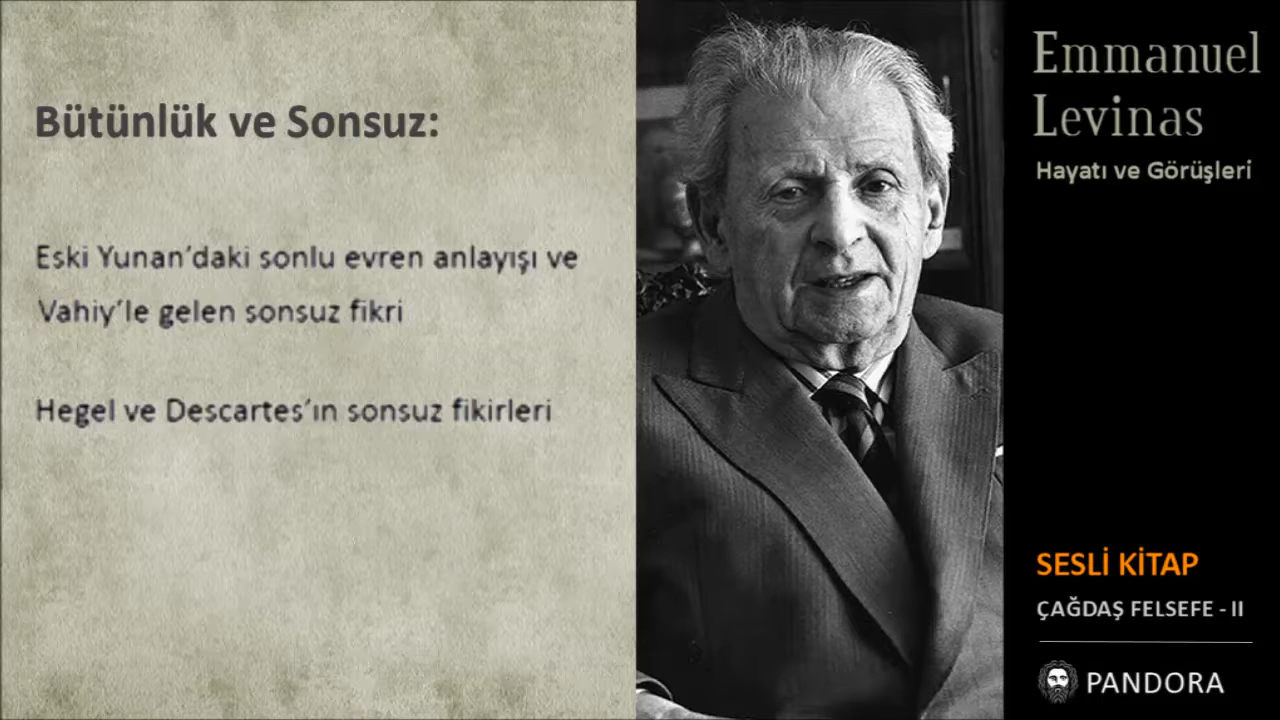 Bütünlük ve Sonsuz:
Eski Yunan’daki sonlu evren anlayışı ve
Vahiy’le gelen sonsuz fikri
Hegel ve Descartes’ın sonsuz fikirleri
Emmanuel
Levinas
Hayatı ve Görüşleri
SESLİ KİTAP
ÇAĞDAŞ FELSEFE - II
PANDORA